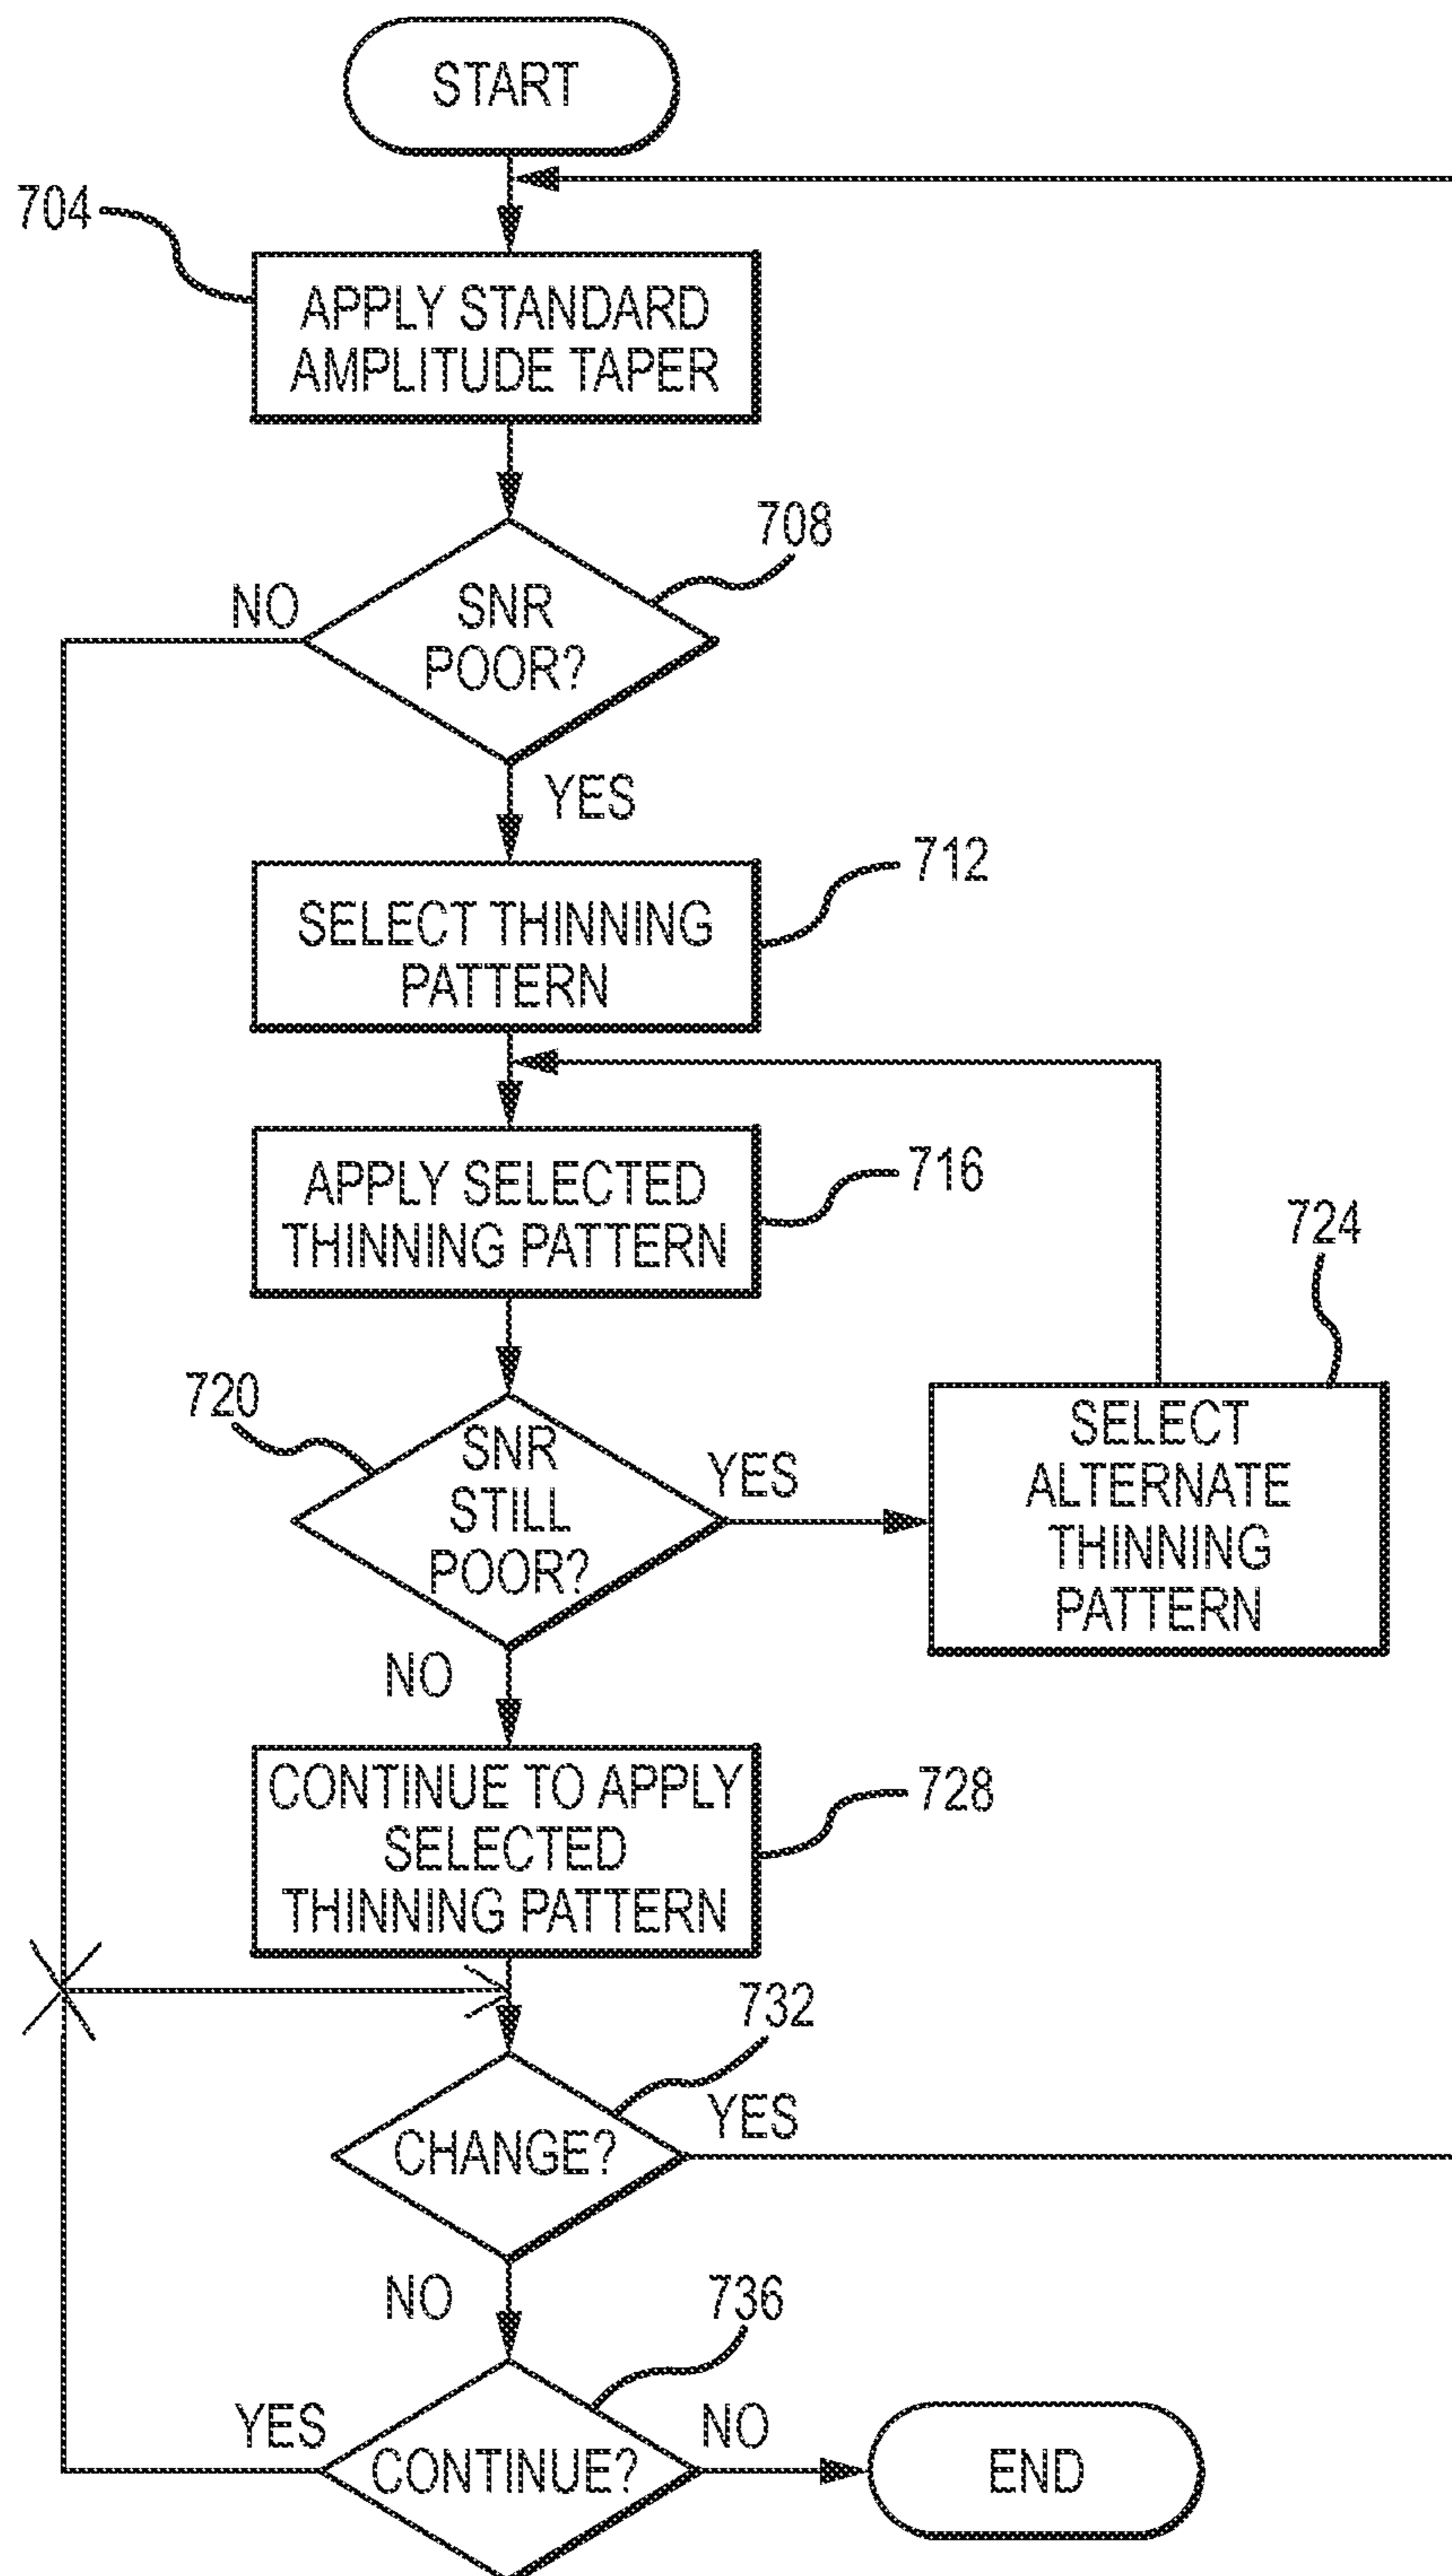 START
704
APPLY STANDARD
AMPLITUDE TAPER
708
NO
SNR
POOR?
YES
712
SELECT THINNING
PATTERN
716
APPLY SELECTED
THINNING PATTERN
724
720
SNR
STILL
POOR?
YES
SELECT
ALTERNATE
THINNING
PATTERN
NO
728
CONTINUE TO APPLY
SELECTED
THINNING PATTERN
732
YES
CHANGE?
NO
736
YES
CONTINUE?
NO
END